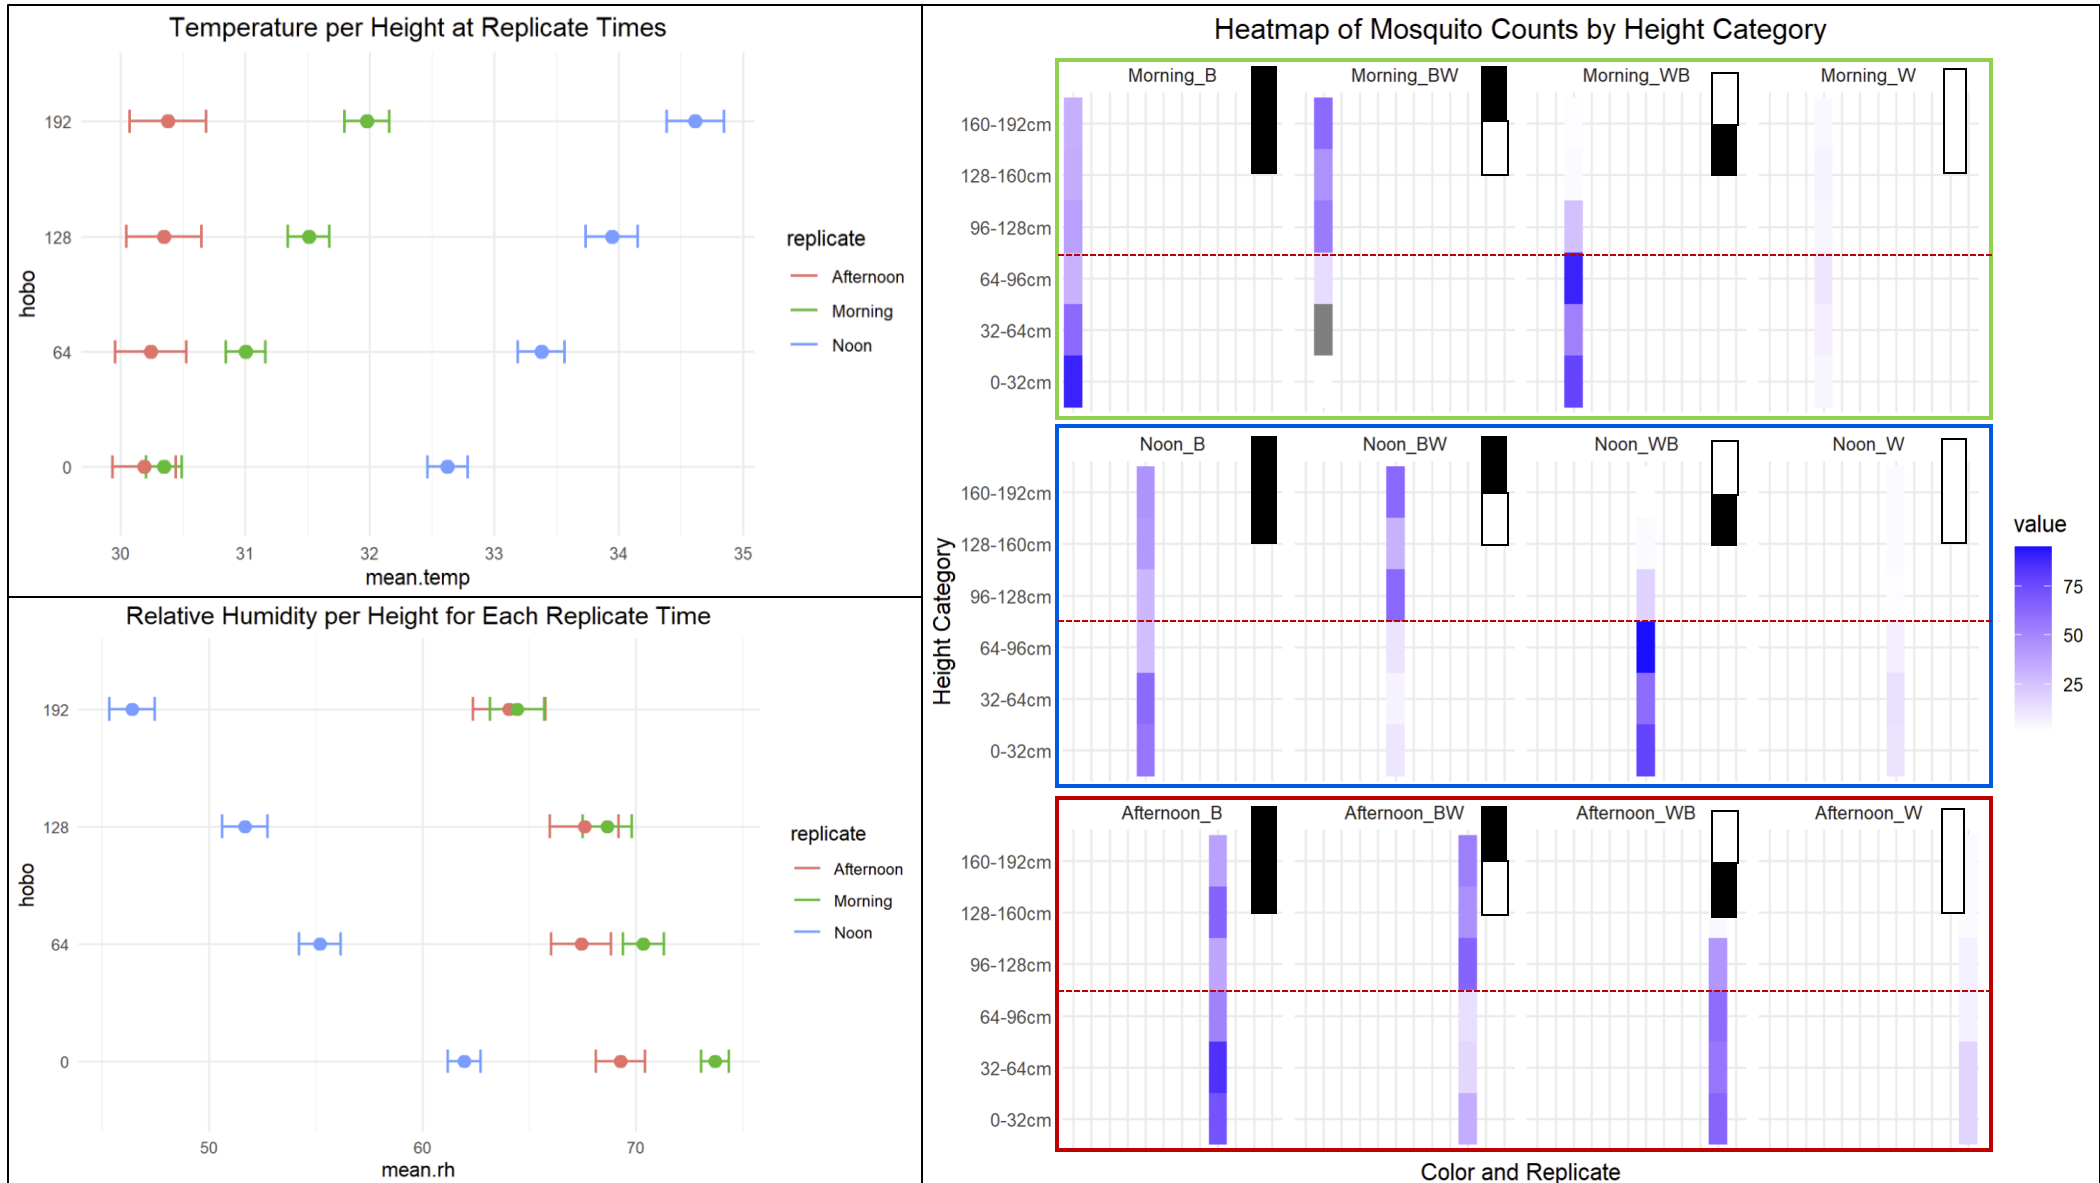 Temperature per Height at Replicate Times
hobo
192
128
64
0
30 31 32 33 34 35
mean.temp
replicate
Afternoon
Morning
Noon
Relative Humidity per Height for Each Replicate Time
hobo
192
128
64
0
50 60 70
mean.rh
replicate
Afternoon
Morning
Noon
Heatmap of Mosquito Counts by Height Category
Height Category
Morning_B Morning_BW Morning_WB Morning_W
160-192cm
128-160cm
96-128cm
64-96cm
32-64cm
0-32cm
Noon_B Noon_BW Noon_WB Noon_W
160-192cm
128-160cm
96-128cm
64-96cm
32-64cm
0-32cm
Afternoon_B Afternoon_BW Afternoon_WB Afternoon_W
160-192cm
128-160cm
96-128cm
64-96cm
32-64cm
0-32cm
Color and Replicate
value
75
50
25